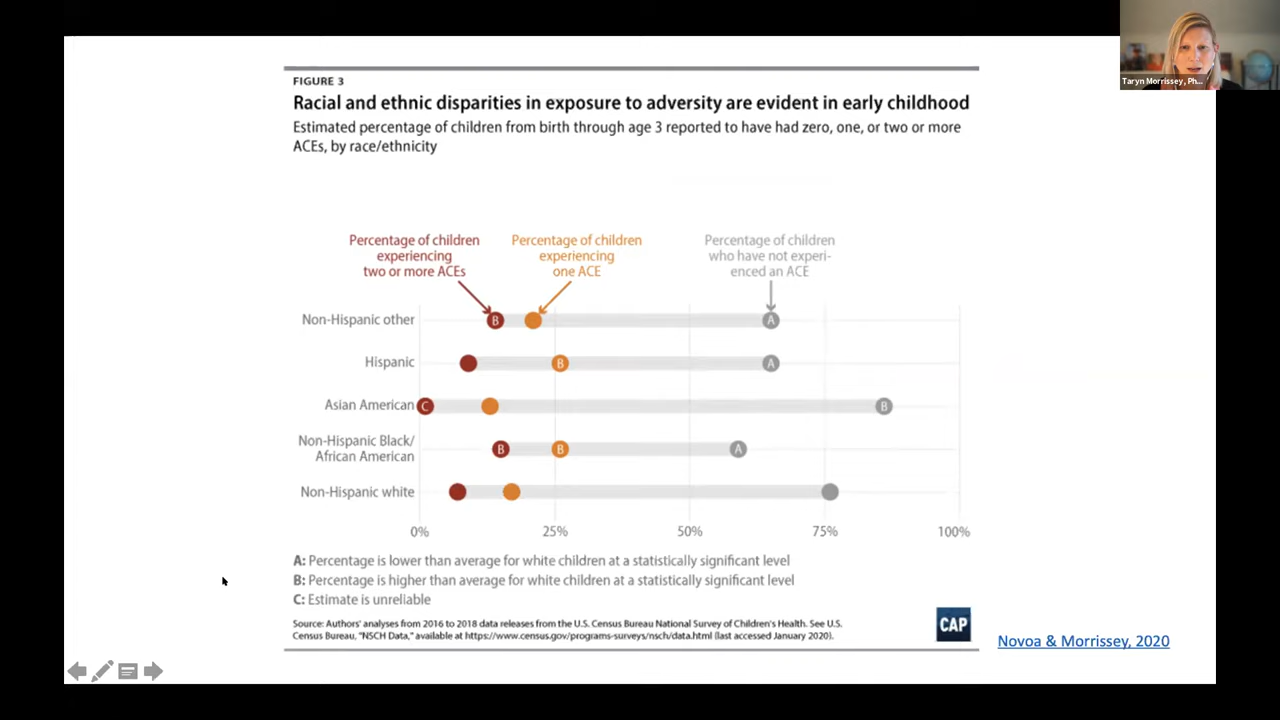 Taryn Morrissey, Ph...
FIGURE 3
Racial and ethnic disparities in exposure to adversity are evident in early childhood
Estimated percentage of children from birth through age 3 reported to have had zero, one, or two or more
ACEs, by race/ethnicity
Percentage of children
experiencing
two or more ACEs
Percentage of children
experiencing
one ACE
Percentage of children
who have not experi-
enced an ACE
Non-Hispanic other
B
A
Hispanic
B
A
Asian American
C
B
Non-Hispanic Black/
African American
B
B
A
Non-Hispanic white
0%
25%
50%
75%
100%
A: Percentage is lower than average for white children at a statistically significant level
B: Percentage is higher than average for white children at a statistically significant level
C: Estimate is unreliable
Source: Authors' analyses from 2016 to 2018 data releases from the U.S. Census Bureau National Survey of Children's Health. See U.S.
Census Bureau, "NSCH Data," available at https://www.census.gov/programs-surveys/nsch/data.html (last accessed January 2020).
CAP
Novoa & Morrissey, 2020